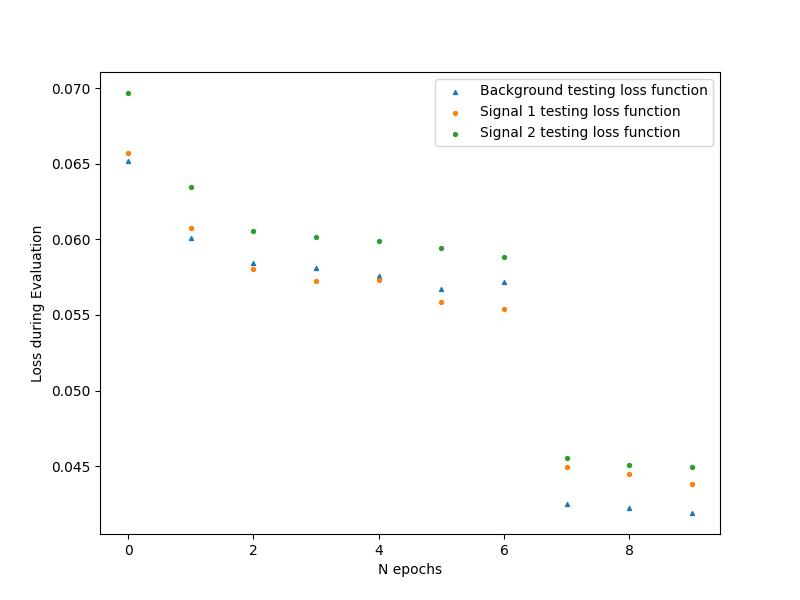 Background testing loss function
Signal 1 testing loss function
Signal 2 testing loss function
0.070
0.065
0.060
0.055
0.050
0.045
Loss during Evaluation
0 2 4 6 8
N epochs